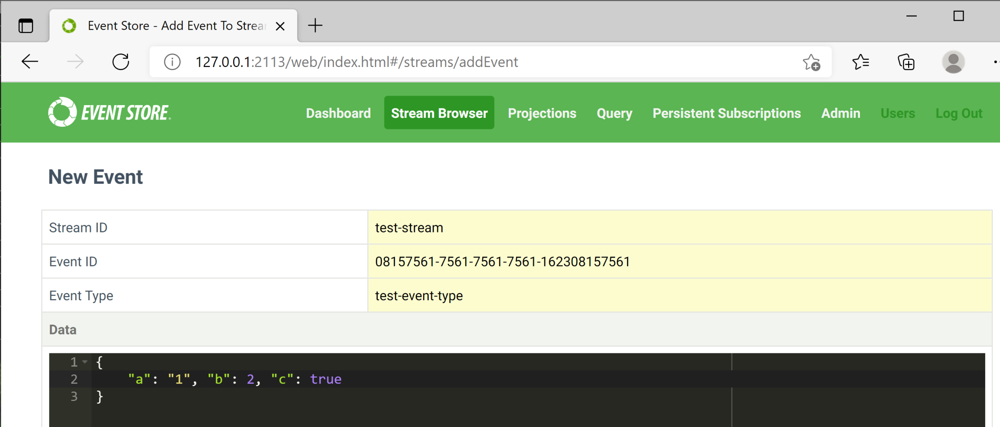 Event Store - Add Event To Strea
127.0.0.1:2113/web/index.html#/streams/addEvent
EVENT STORE.
Dashboard Stream Browser Projections Query Persistent Subscriptions Admin Users Log Out
New Event
Stream ID test-stream
Event ID 08157561-7561-7561-7561-162308157561
Event Type test-event-type
Data
1 {
2 "a": "1", "b": 2, "c": true
3 }